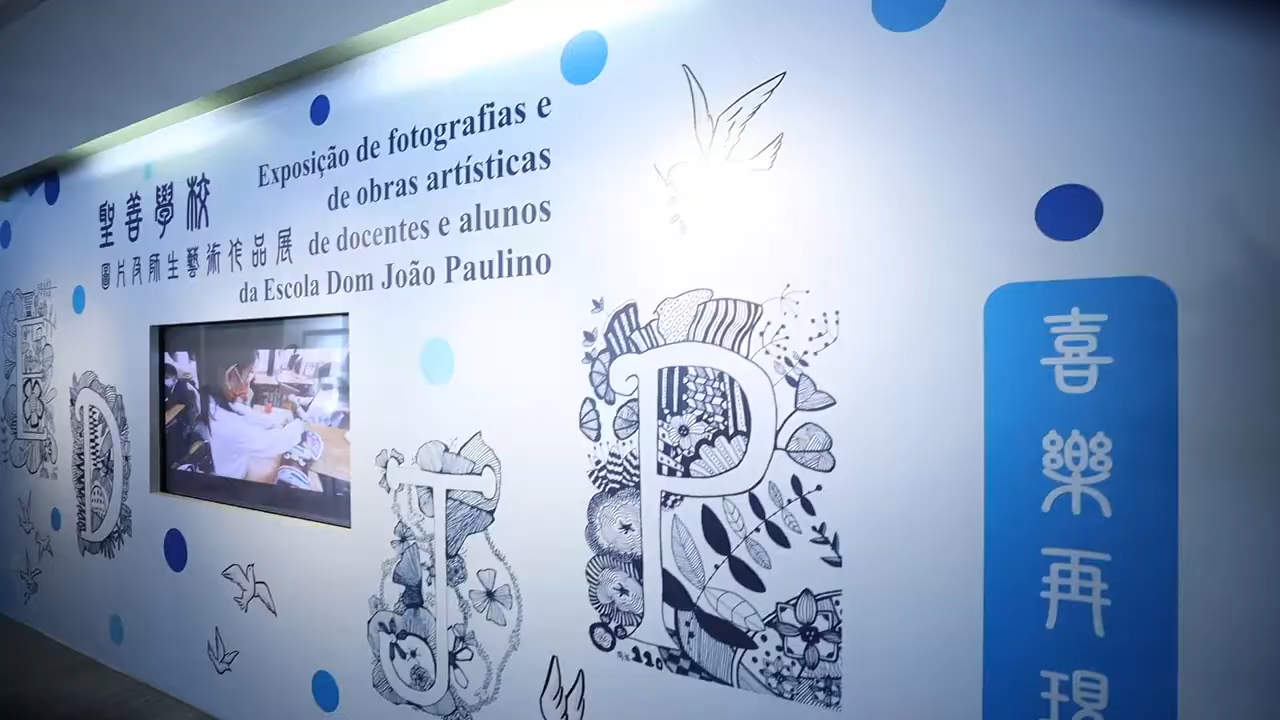 聖善學校
圖片及師生藝術作品展
Exposição de fotografias e
de obras artísticas
de docentes e alunos
da Escola Dom João Paulino
E
D
J
P
喜樂再現